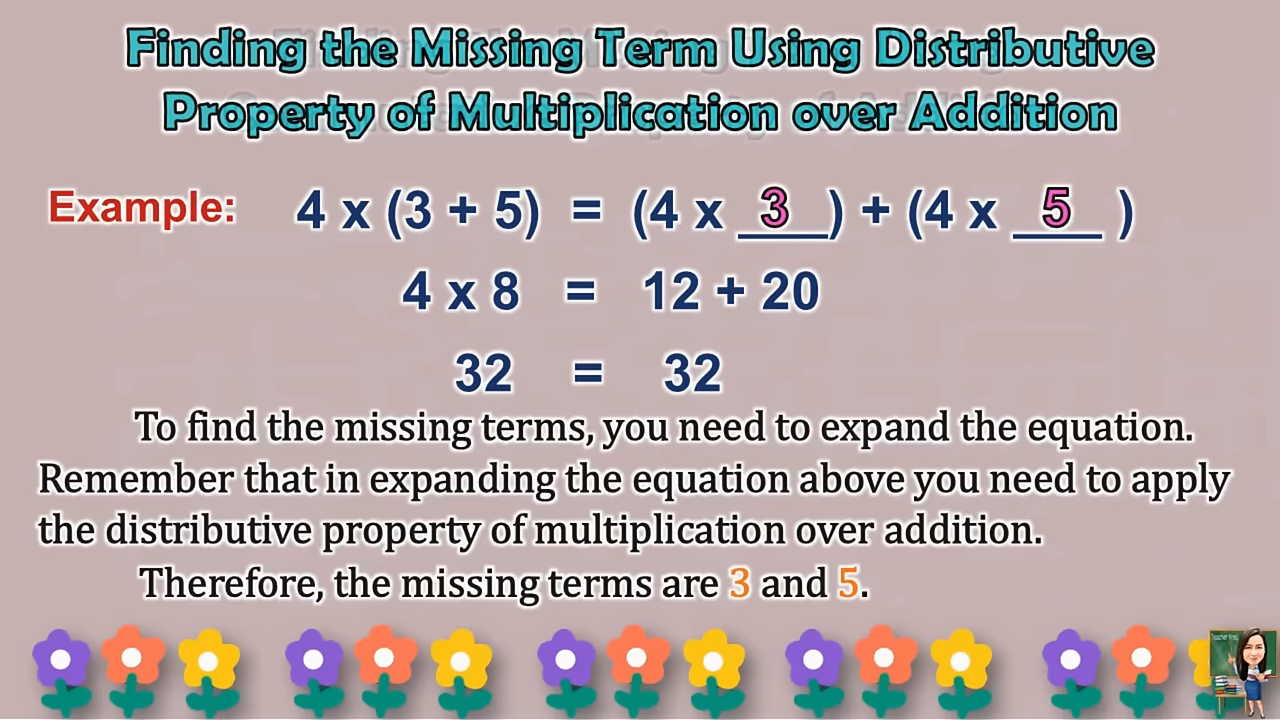 Finding the Missing Term Using Distributive
Property of Multiplication over Addition
Example: 4 x (3 + 5) = (4 x 3) + (4 x 5 )
4 x 8 = 12 + 20
32 = 32
To find the missing terms, you need to expand the equation.
Remember that in expanding the equation above you need to apply
the distributive property of multiplication over addition.
Therefore, the missing terms are 3 and 5.